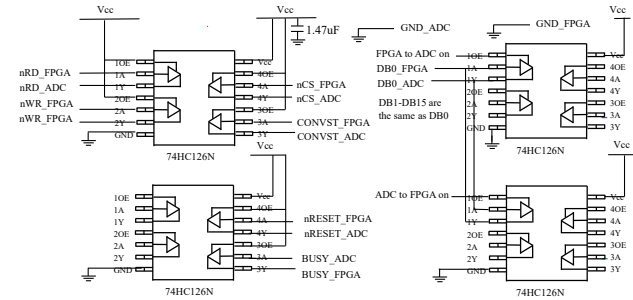 Vcc
Vcc
1.47uF
GND_ADC
GND_FPGA
Vcc
nRD_FPGA
nRD_ADC
nWR_FPGA
nWR_FPGA
1OE
1A
1Y
2OE
2A
2Y
GND
Vcc
4OE
4A
4Y
3OE
3A
3Y
nCS_FPGA
nCS_ADC
CONVST_FPGA
CONVST_ADC
74HC126N
FPGA to ADC on
DB0_FPGA
DB0_ADC
DB1-DB15 are
the same as DB0
1OE
1A
1Y
2OE
2A
2Y
GND
Vcc
4OE
4A
4Y
3OE
3A
3Y
74HC126N
Vcc
1OE
1A
1Y
2OE
2A
2Y
GND
Vcc
4OE
4A
4Y
3OE
3A
3Y
nRESET_FPGA
nRESET_ADC
BUSY_ADC
BUSY_FPGA
74HC126N
Vcc
ADC to FPGA on
1OE
1A
1Y
2OE
2A
2Y
GND
Vcc
4OE
4A
4Y
3OE
3A
3Y
74HC126N